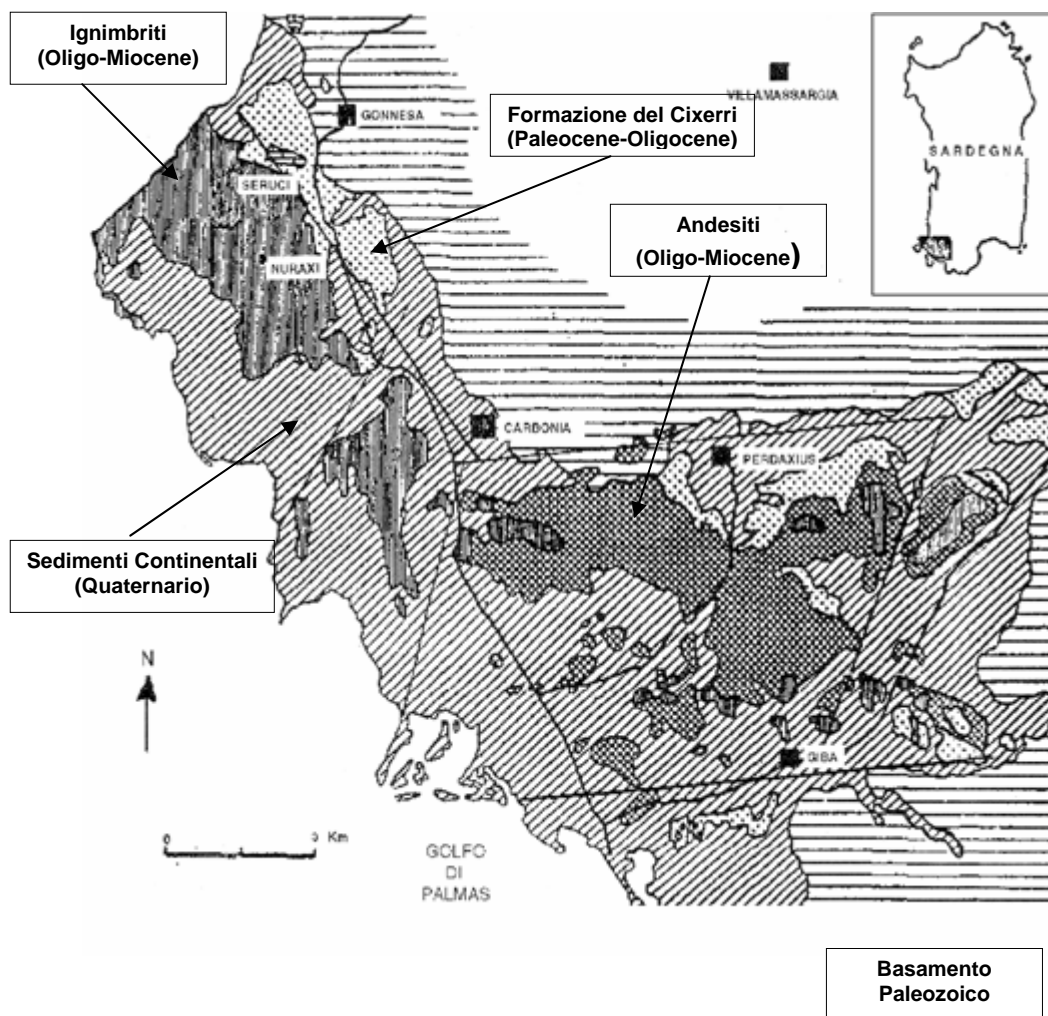 Ignimbriti
(Oligo-Miocene)
VILLAMASSARGIA
GONNESA
Formazione del Cixerri
(Paleocene-Oligocene)
SARDEGNA
SERUCI
Andesiti
(Oligo-Miocene)
NURAXI
CARBONIA
PERDAXIUS
Sedimenti Continentali
(Quaternario)
N
GIBA
0
Km
GOLFO
DI
PALMAS
Basamento
Paleozoico